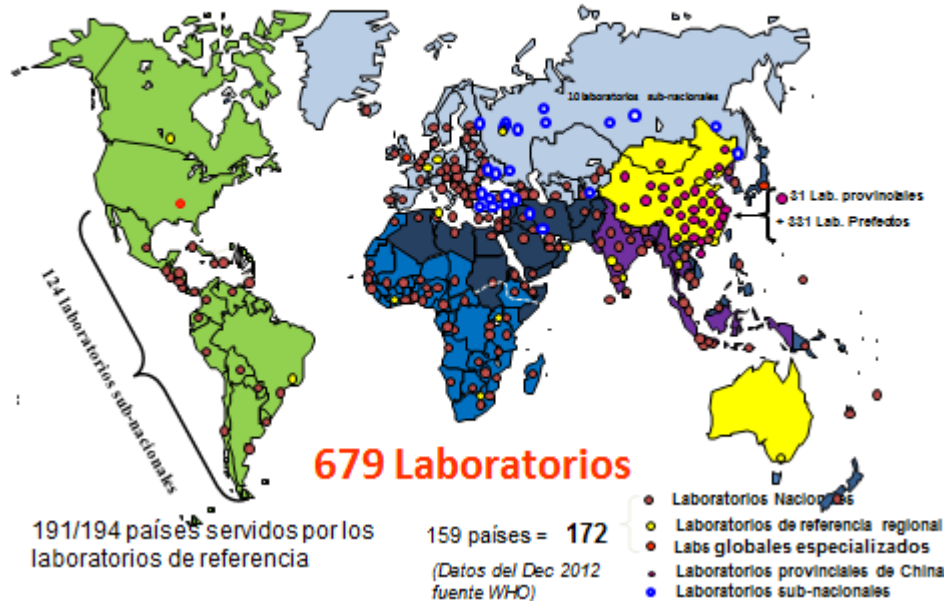 10 laboratorios sub-nacionales
31 Lab. provinciales
+ 331 Lab. Prefectos
124 laboratorios sub-nacionales
679 Laboratorios
191/194 países servidos por los
laboratorios de referencia
159 países = 172
(Datos del Dec 2012
fuente WHO)
Laboratorios Nacionales
Laboratorios de referencia regional
Labs globales especializados
Laboratorios provinciales de China
Laboratorios sub-nacionales